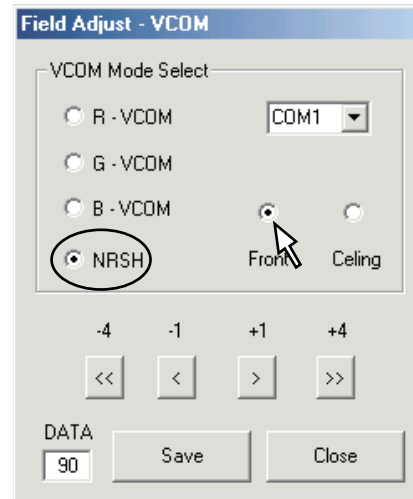 Field Adjust - VCOM
VCOM Mode Select
R - VCOM
COM1
G - VCOM
B - VCOM
NRSH
Front
Celing
-4 -1 +1 +4
<< < > >>
DATA
90
Save
Close